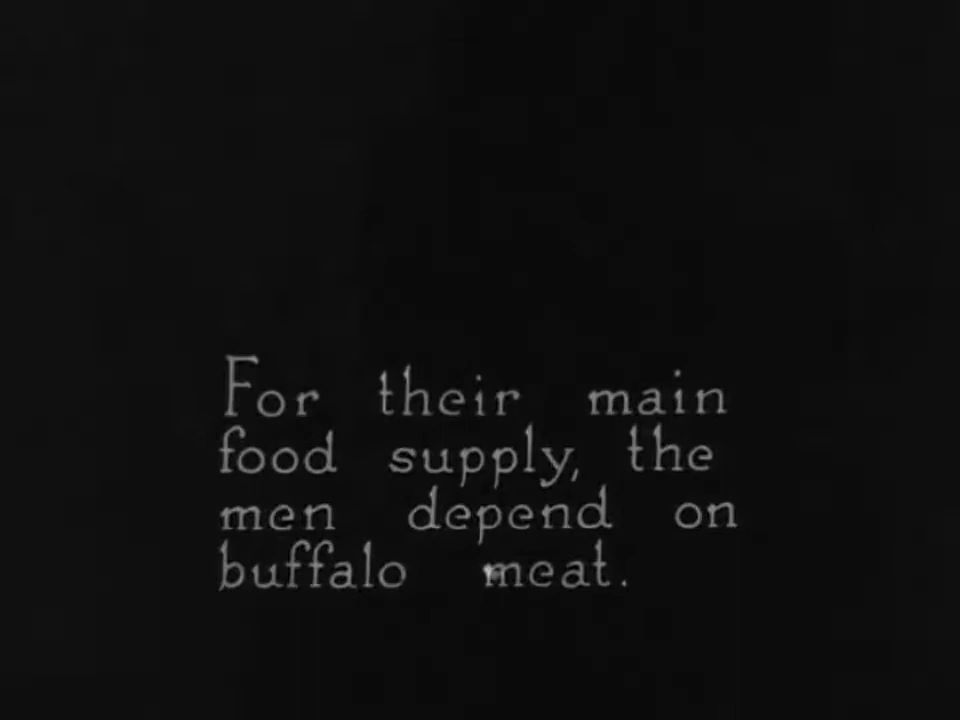 For their main
food supply, the
men depend on
buffalo meat.